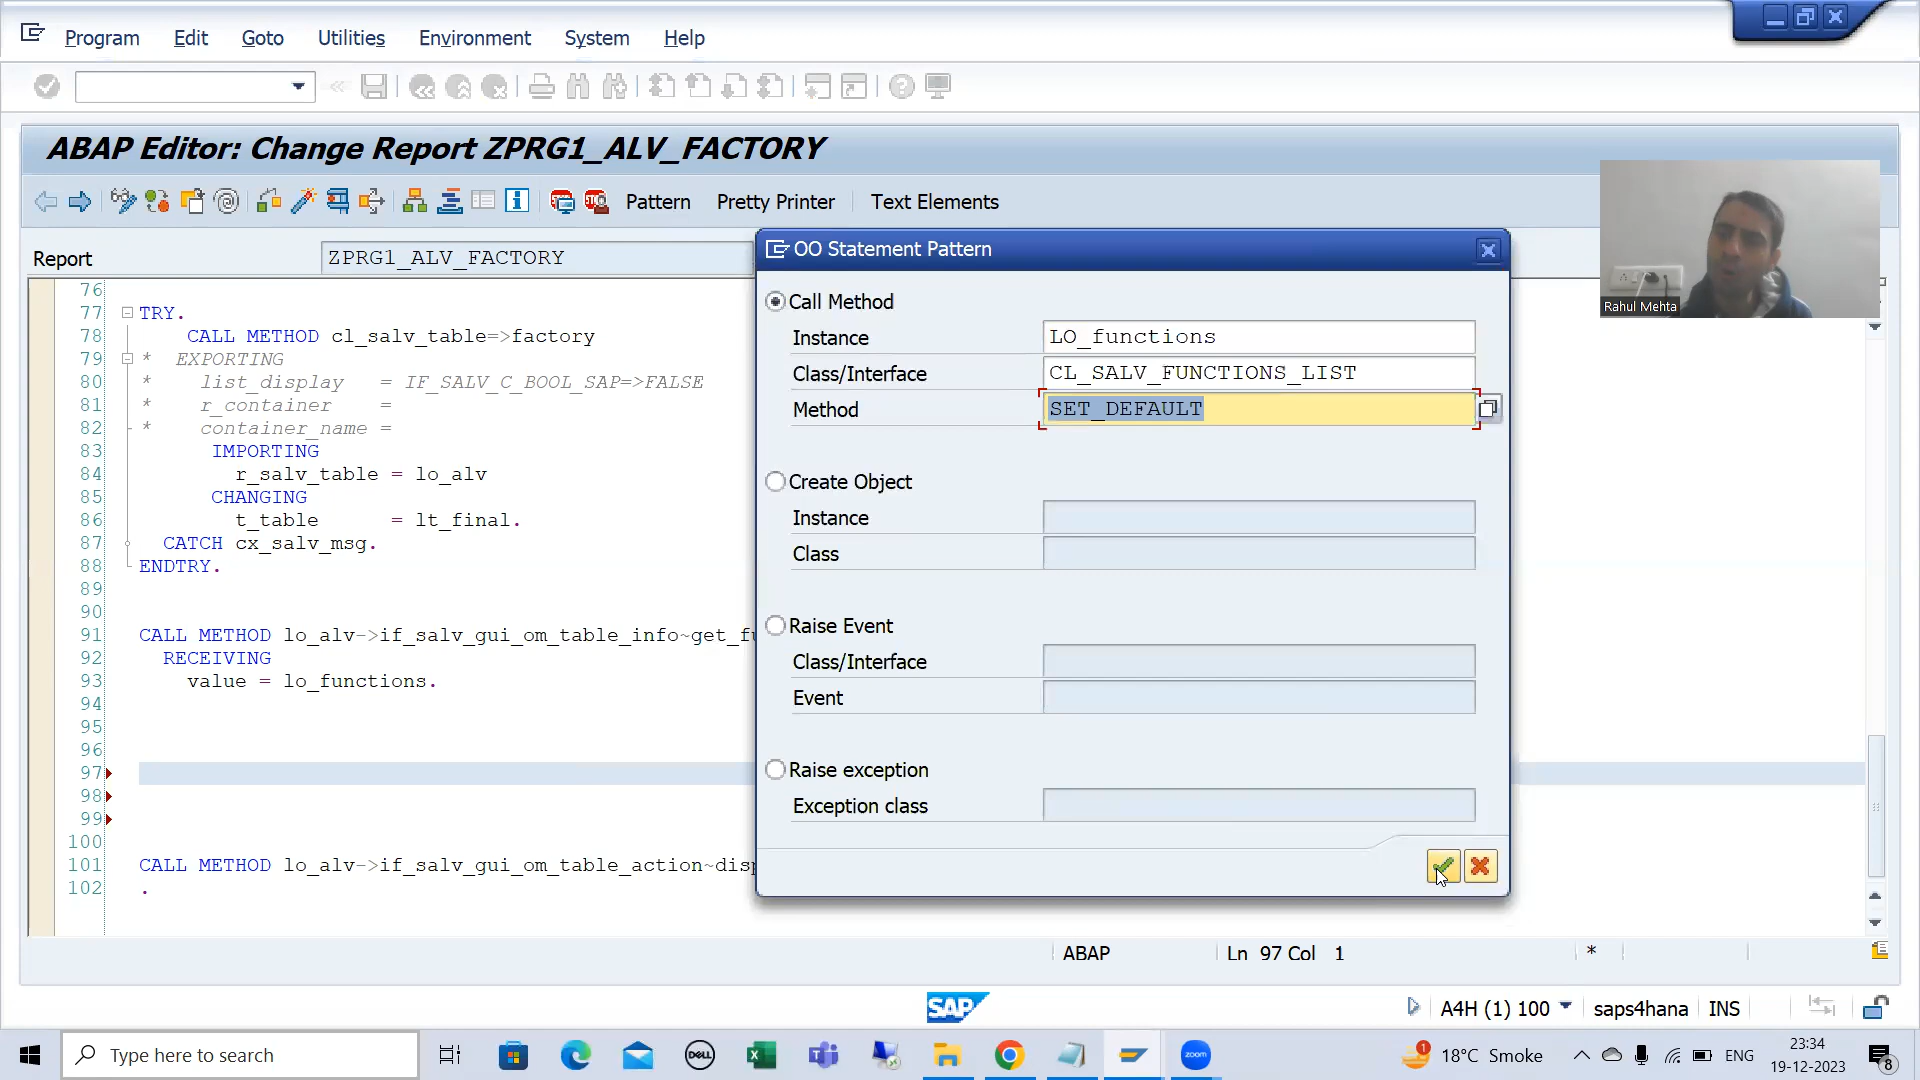 Program Edit Goto Utilities Environment System Help
ABAP Editor: Change Report ZPRG1_ALV_FACTORY
Pattern Pretty Printer Text Elements
Report ZPRG1_ALV_FACTORY
76
77 TRY.
78 CALL METHOD cl_salv_table=>factory
79 * EXPORTING
80 * list_display = IF_SALV_C_BOOL_SAP=>FALSE
81 * r_container =
82 * container_name =
83 IMPORTING
84 r_salv_table = lo_alv
85 CHANGING
86 t_table = lt_final.
87 CATCH cx_salv_msg.
88 ENDTRY.
89
90
91 CALL METHOD lo_alv->if_salv_gui_om_table_info~get_fu
92 RECEIVING
93 value = lo_functions.
94
95
96
97
98
99
100
101 CALL METHOD lo_alv->if_salv_gui_om_table_action~disp
102 .
OO Statement Pattern
Call Method
Instance LO_functions
Class/Interface CL_SALV_FUNCTIONS_LIST
Method SET_DEFAULT
Create Object
Instance
Class
Raise Event
Class/Interface
Event
Raise exception
Exception class
Rahul Mehta
ABAP Ln 97 Col 1 *
SAP
A4H (1) 100 saps4hana INS
Type here to search
DELL
zoom
1
18°C Smoke
ENG
23:34
19-12-2023
8